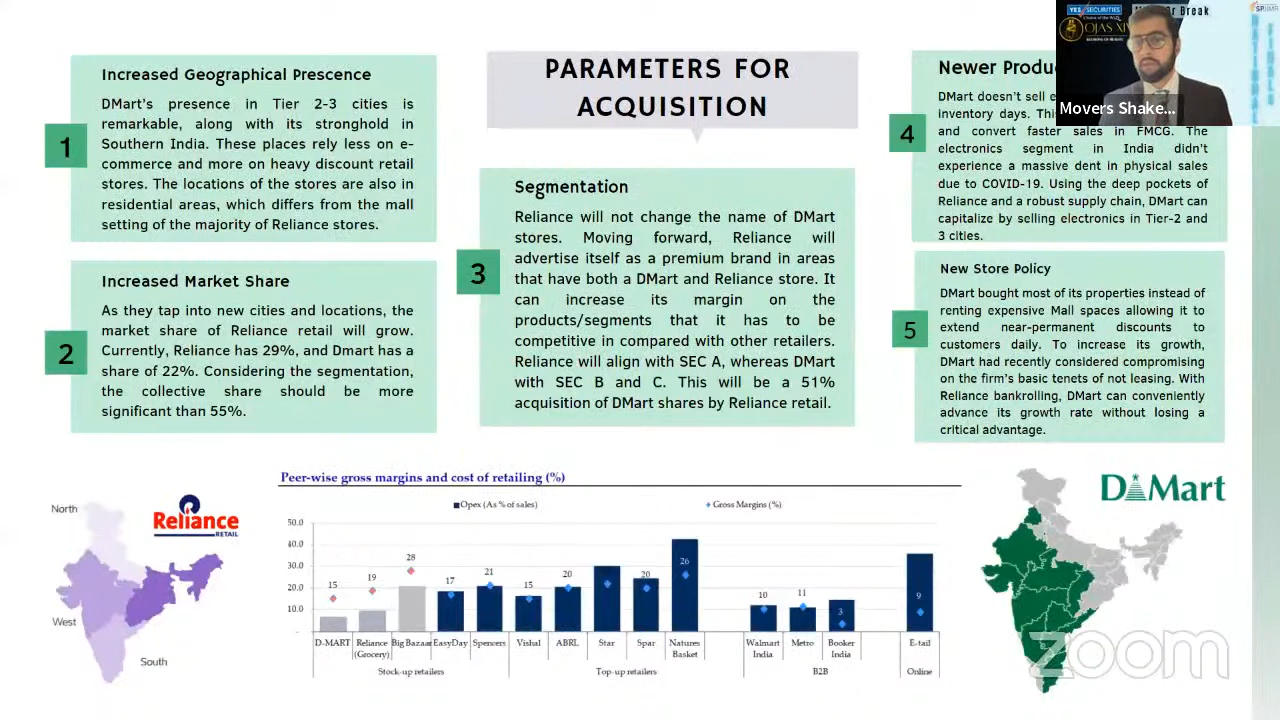 Increased Geographical Prescence
DMart's presence in Tier 2-3 cities is
remarkable, along with its stronghold in
Southern India. These places rely less on e-
commerce and more on heavy discount retail
stores. The locations of the stores are also in
residential areas, which differs from the mall
setting of the majority of Reliance stores.
1
Increased Market Share
As they tap into new cities and locations, the
market share of Reliance retail will grow.
Currently, Reliance has 29%, and Dmart has a
share of 22%. Considering the segmentation,
the collective share should be more
significant than 55%.
2
PARAMETERS FOR
ACQUISITION
Segmentation
Reliance will not change the name of DMart
stores. Moving forward, Reliance will
advertise itself as a premium brand in areas
that have both a DMart and Reliance store. It
can increase its margin on the
products/segments that it has to be
competitive in compared with other retailers.
Reliance will align with SEC A, whereas DMart
with SEC B and C. This will be a 51%
acquisition of DMart shares by Reliance retail.
3
Newer
DMart doesn't sell
inventory days.
and convert faster sales in FMCG. The
electronics segment in India didn't
experience a massive dent in physical sales
due to COVID-19. Using the deep pockets of
Reliance and a robust supply chain, DMart can
capitalize by selling electronics in Tier-2 and
3 cities.
4
New Store Policy
DMart bought most of its properties instead of
renting expensive Mall spaces allowing it to
extend near-permanent discounts to
customers daily. To increase its growth,
DMart had recently considered compromising
on the firm's basic tenets of not leasing. With
Reliance bankrolling, DMart can conveniently
advance its growth rate without losing a
critical advantage.
5
YES SECURITIES
Or Break
OJAS
Movers Shake...
North
West
South
Reliance
RETAIL
Peer-wise gross margins and cost of retailing (%)
Opex (As % of sales)
Gross Margins (%)
50.0
40.0
30.0
20.0
10.0
-
15 19 28 17 21 15 20 20 26 10 11 3 9
D-MART Reliance (Grocery) Big Bazaar EasyDay Spencers Vishal ABRL Star Spar Natures Basket Walmart India Metro Booker India E-tail
Stock-up retailers Top-up retailers B2B Online
DMart
zoom